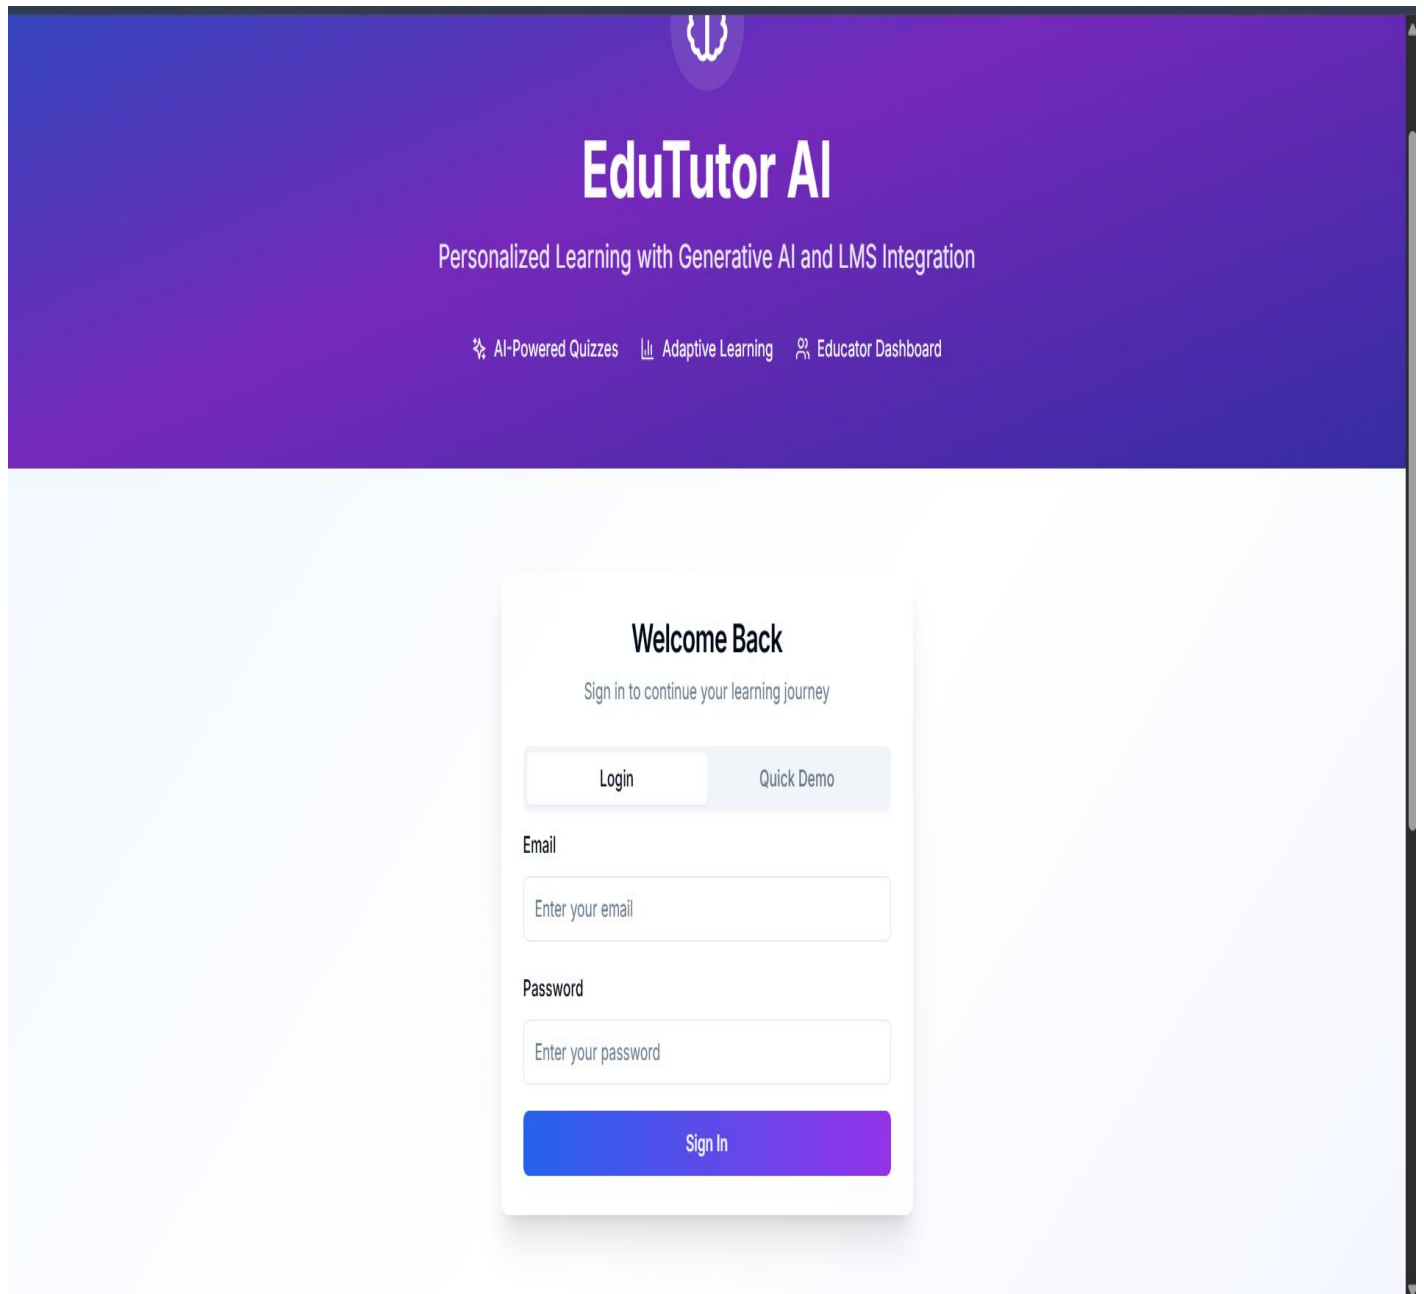 EduTutor AI
Personalized Learning with Generative AI and LMS Integration
AI-Powered Quizzes Adaptive Learning Educator Dashboard
Welcome Back
Sign in to continue your learning journey
Login Quick Demo
Email
Enter your email
Password
Enter your password
Sign In